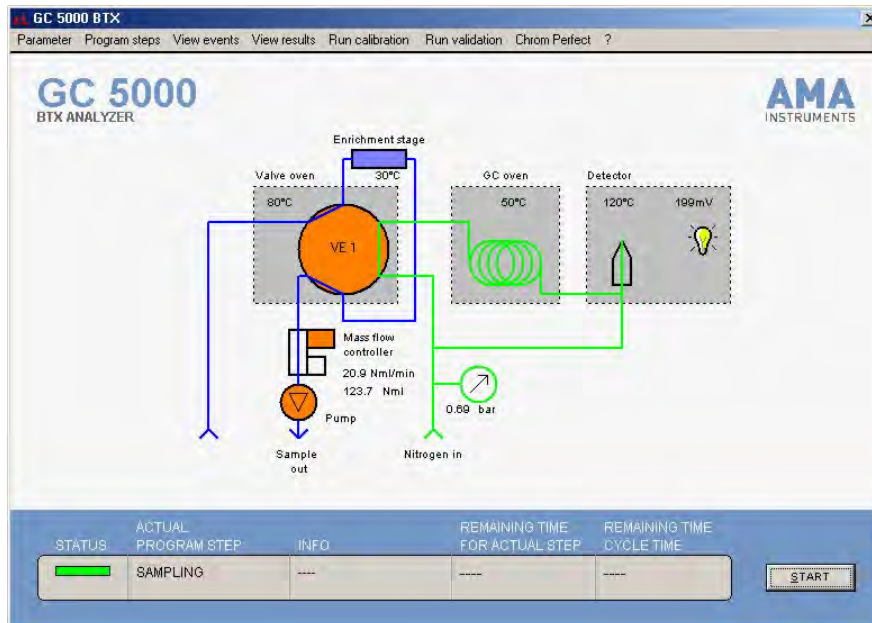 GC 5000 BTX
Parameter Program steps View events View results Run calibration Run validation Chrom Perfect ?
GC 5000
BTX ANALYZER
AMA
INSTRUMENTS
Enrichment stage
Valve oven 30°C GC oven Detector
80°C 50°C 120°C 199mV
VE 1
Mass flow
controller
20.9 Nml/min
123.7 Nml
0.69 bar
Pump
Sample
out
Nitrogen in
STATUS ACTUAL PROGRAM STEP INFO REMAINING TIME FOR ACTUAL STEP REMAINING TIME CYCLE TIME
SAMPLING ---- ---- ----
START